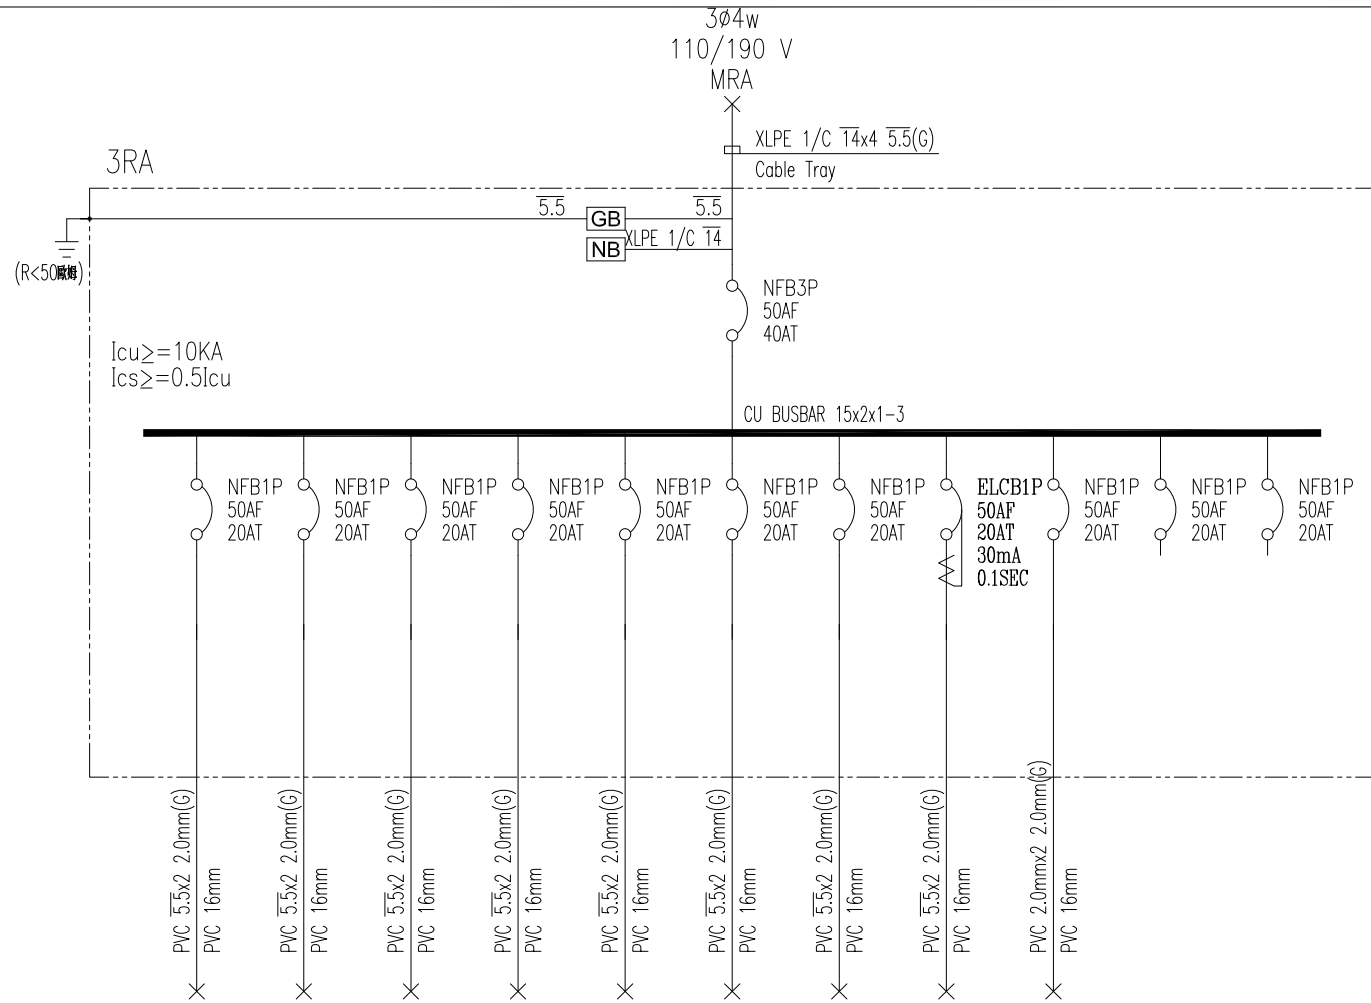 3ø4w
110/190 V
MRA
XLPE 1/C 14x4 5.5(G)
Cable Tray
3RA
5.5
GB
5.5
NB
XLPE 1/C 14
(R<50
NFB3P
50AF
40AT
Icu≥=10KA
Ics≥=0.5Icu
CU BUSBAR 15x2x1-3
NFB1P
50AF
20AT
NFB1P
50AF
20AT
NFB1P
50AF
20AT
NFB1P
50AF
20AT
NFB1P
50AF
20AT
NFB1P
50AF
20AT
NFB1P
50AF
20AT
ELCB1P
50AF
20AT
30mA
0.1SEC
NFB1P
50AF
20AT
NFB1P
50AF
20AT
NFB1P
50AF
20AT
PVC 5.5x2 2.0mm(G)
PVC 16mm
PVC 5.5x2 2.0mm(G)
PVC 16mm
PVC 5.5x2 2.0mm(G)
PVC 16mm
PVC 5.5x2 2.0mm(G)
PVC 16mm
PVC 5.5x2 2.0mm(G)
PVC 16mm
PVC 5.5x2 2.0mm(G)
PVC 16mm
PVC 5.5x2 2.0mm(G)
PVC 16mm
PVC 5.5x2 2.0mm(G)
PVC 16mm
PVC 2.0mmx2 2.0mm(G)
PVC 16mm